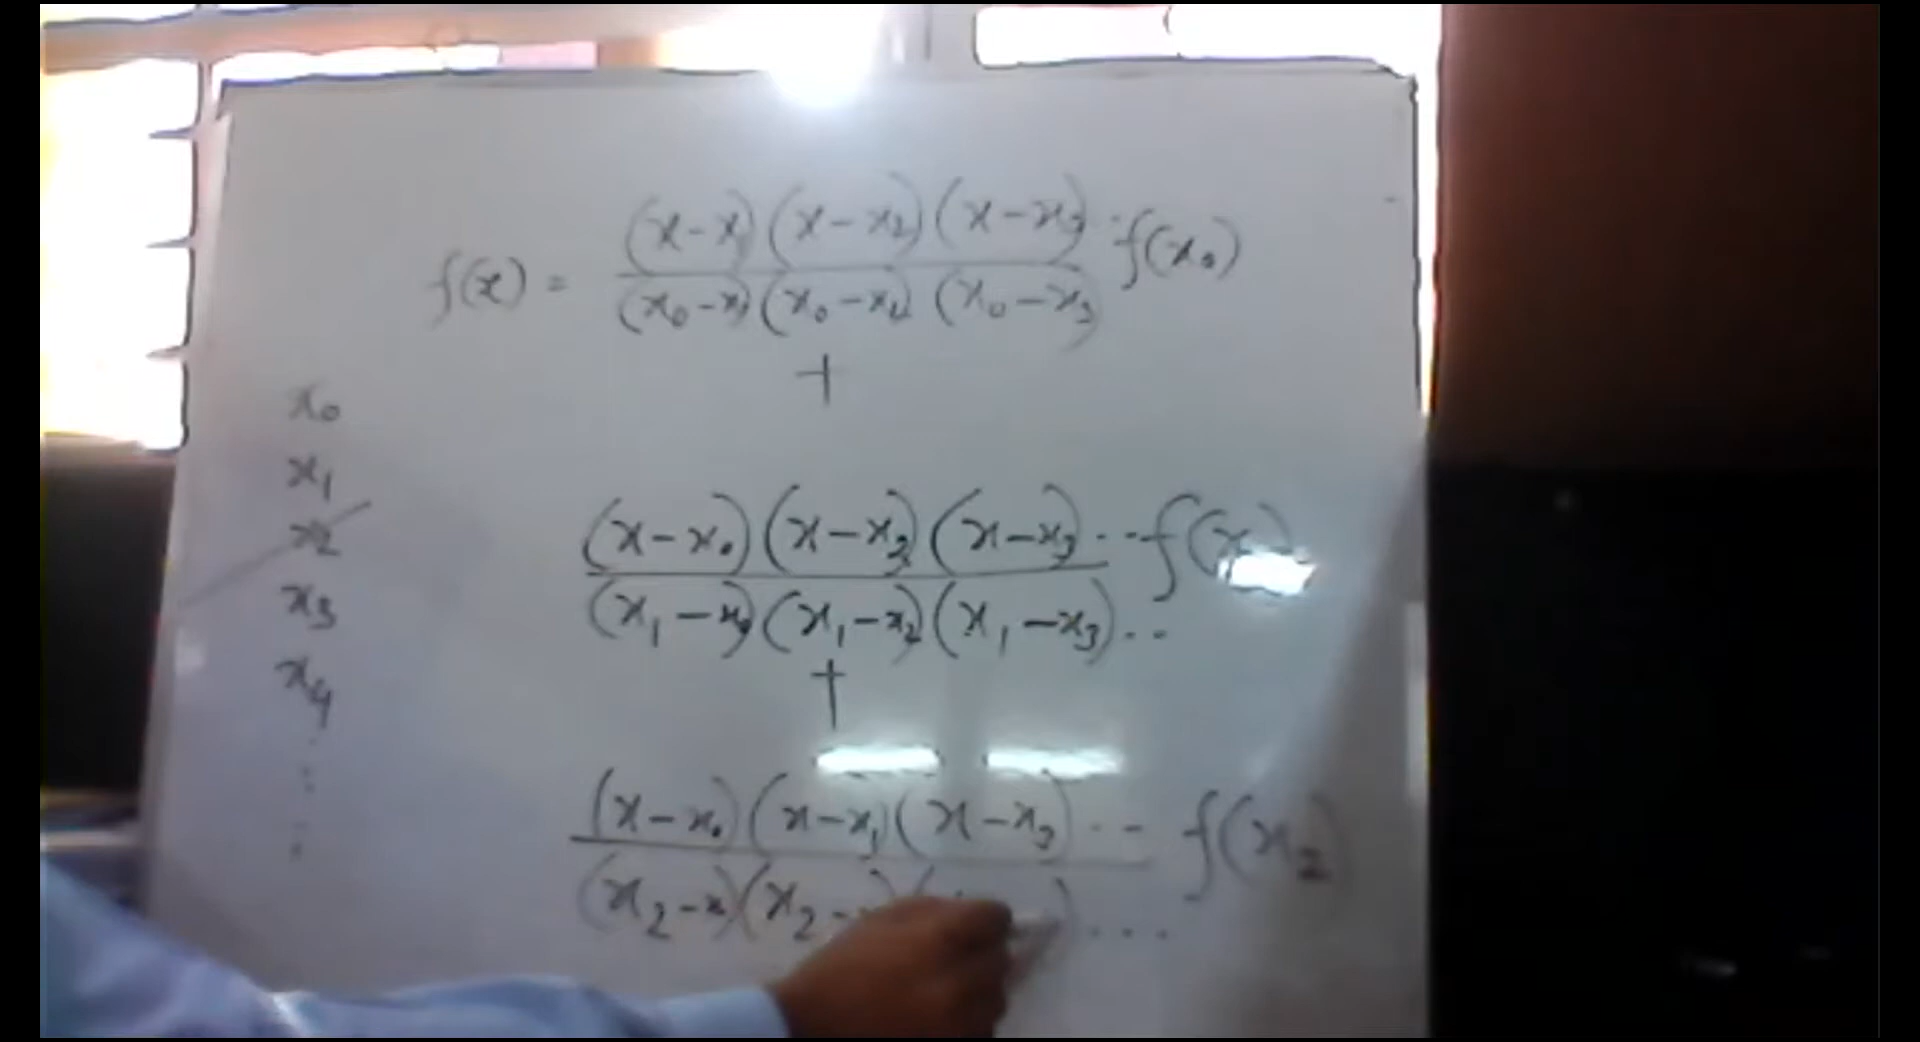 (x-x₁)(x-x₂)(x-x₃..f(x₀)
f(x) =
(x₀-x₁)(x₀-x₂)(x₀-x₃)
+
x₀
x₁
x₂
x₃
x₄
:
:
(x-x₀)(x-x₂)(x-x₃)..f(x
(x₁-x₀)(x₁-x₂)(x₁-x₃)..
+
(x-x₀)(x-x₁)(x-x₃)..f(x₂)
(x₂-x)(x₂-
...